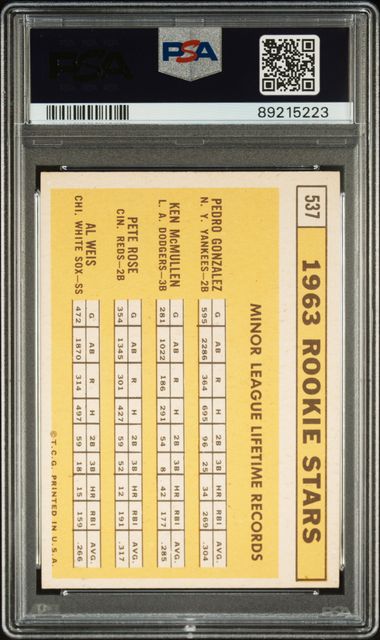 PSA
PSA
89215223
537
1963 ROOKIE STARS
MINOR LEAGUE LIFETIME RECORDS
PEDRO GONZALEZ
N. Y. YANKEES—2B
G AB R H 2B 3B HR RBI AVG.
595 2286 364 695 96 25 34 269 .304
KEN McMULLEN
L. A. DODGERS—3B
G AB R H 2B 3B HR RBI AVG.
281 1022 186 291 54 8 42 177 .285
PETE ROSE
CIN. REDS—2B
G AB R H 2B 3B HR RBI AVG.
354 1345 301 427 59 52 12 191 .317
AL WEIS
CHI. WHITE SOX—SS
G AB R H 2B 3B HR RBI AVG.
472 1870 314 497 59 18 15 159 .266
© T.C.G. PRINTED IN U.S.A.
PSA